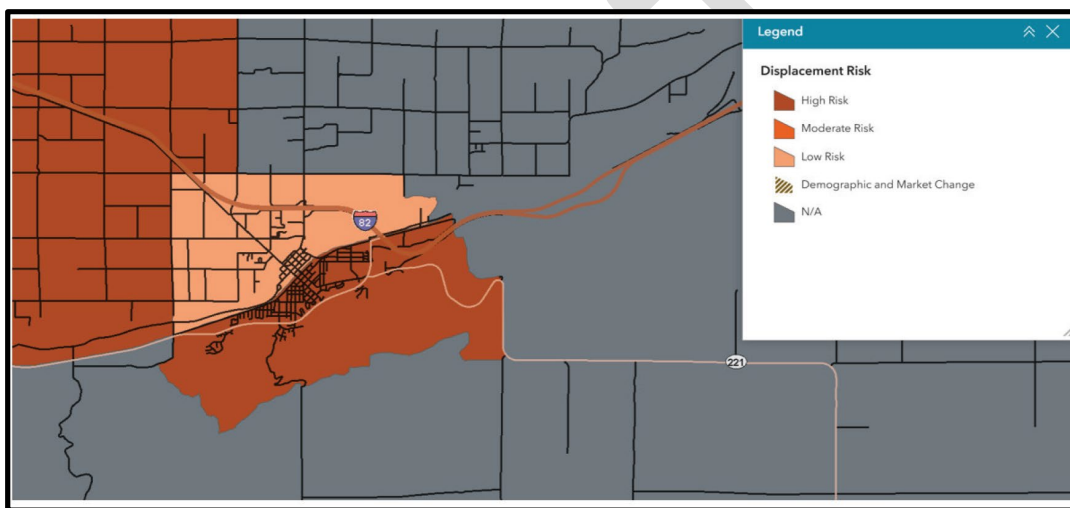 Legend
Displacement Risk
High Risk
Moderate Risk
Low Risk
Demographic and Market Change
N/A
82
221